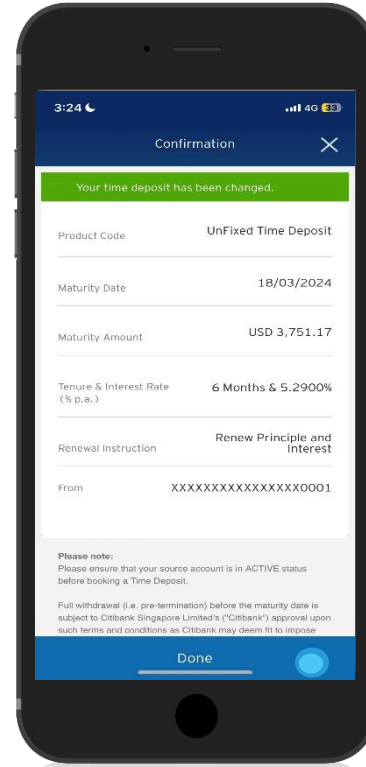 3:24
4G 33
Confirmation
Your time deposit has been changed.
Product Code UnFixed Time Deposit
Maturity Date 18/03/2024
Maturity Amount USD 3,751.17
Tenure & Interest Rate 6 Months & 5.2900%
(% p.a.)
Renewal Instruction Renew Principle and
Interest
From XXXXXXXXXXXXXXXX0001
Please note:
Please ensure that your source account is in ACTIVE status
before booking a Time Deposit.
Full withdrawal (i.e. pre-termination) before the maturity date is
subject to Citibank Singapore Limited's ("Citibank") approval upon
such terms and conditions as Citibank may deem fit to impose
Done